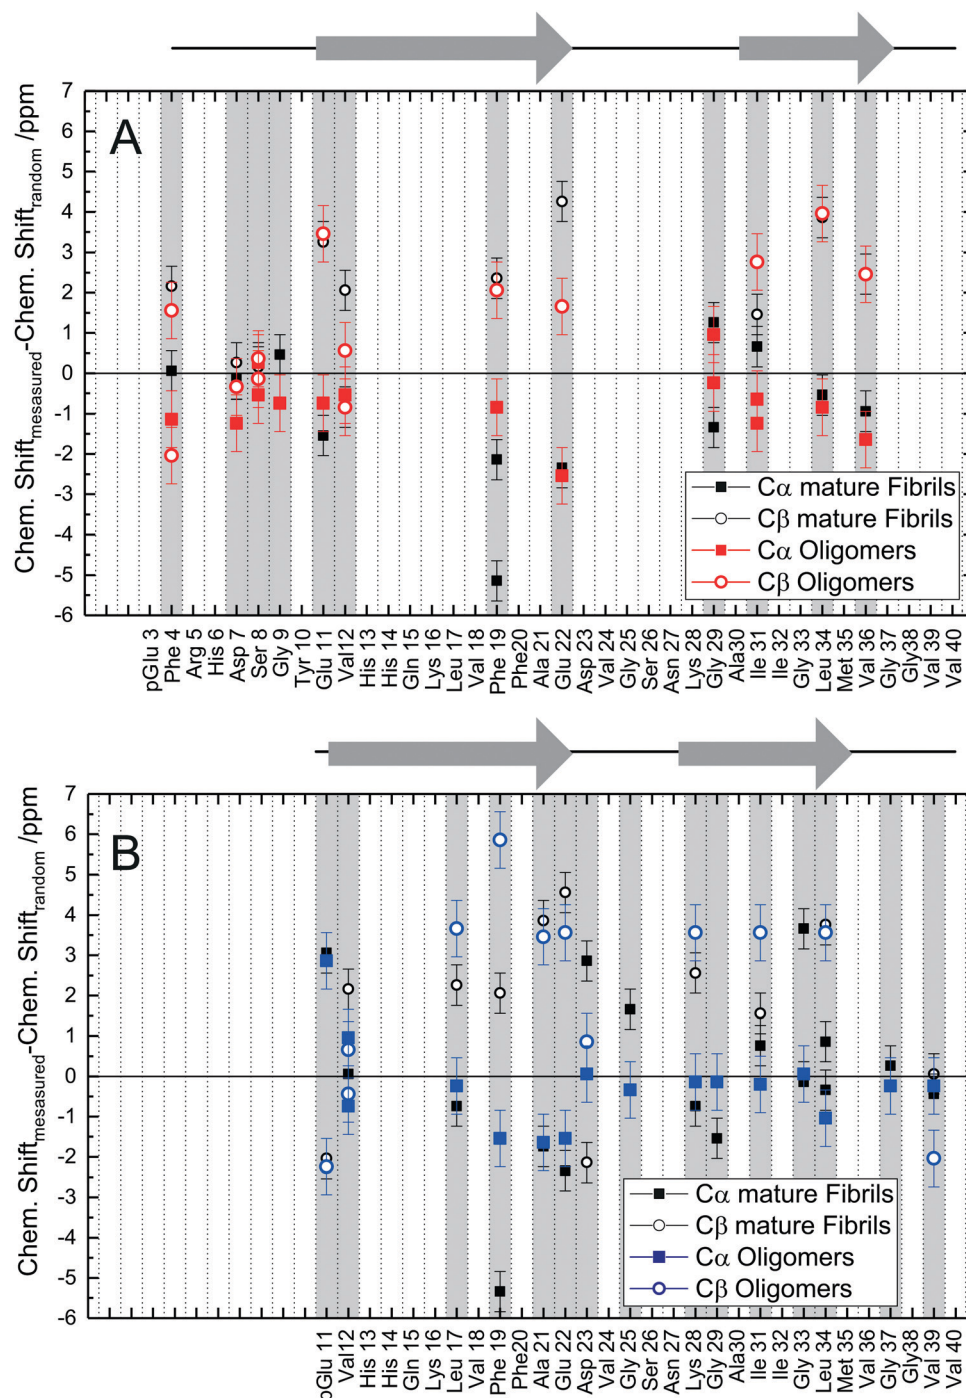 A
Chem. Shift mesasured-Chem. Shift random /ppm
7
6
5
4
3
2
1
0
-1
-2
-3
-4
-5
-6
Cα mature Fibrils
Cβ mature Fibrils
Cα Oligomers
Cβ Oligomers
pGlu 3
Phe 4
Arg 5
His 6
Asp 7
Ser 8
Gly 9
Tyr 10
Glu 11
Val12
His 13
His 14
Gln 15
Lys 16
Leu 17
Val 18
Phe 19
Phe20
Ala 21
Glu 22
Asp 23
Val 24
Gly 25
Ser 26
Asn 27
Lys 28
Gly 29
Ala30
Ile 31
Ile 32
Gly 33
Leu 34
Met 35
Val 36
Gly 37
Gly38
Val 39
Val 40
B
Chem. Shift mesasured-Chem. Shift random /ppm
7
6
5
4
3
2
1
0
-1
-2
-3
-4
-5
-6
Cα mature Fibrils
Cβ mature Fibrils
Cα Oligomers
Cβ Oligomers
pGlu 11
Val12
His 13
His 14
Gln 15
Lys 16
Leu 17
Val 18
Phe 19
Phe20
Ala 21
Glu 22
Asp 23
Val 24
Gly 25
Ser 26
Asn 27
Lys 28
Gly 29
Ala30
Ile 31
Ile 32
Gly 33
Leu 34
Met 35
Val 36
Gly 37
Gly38
Val 39
Val 40